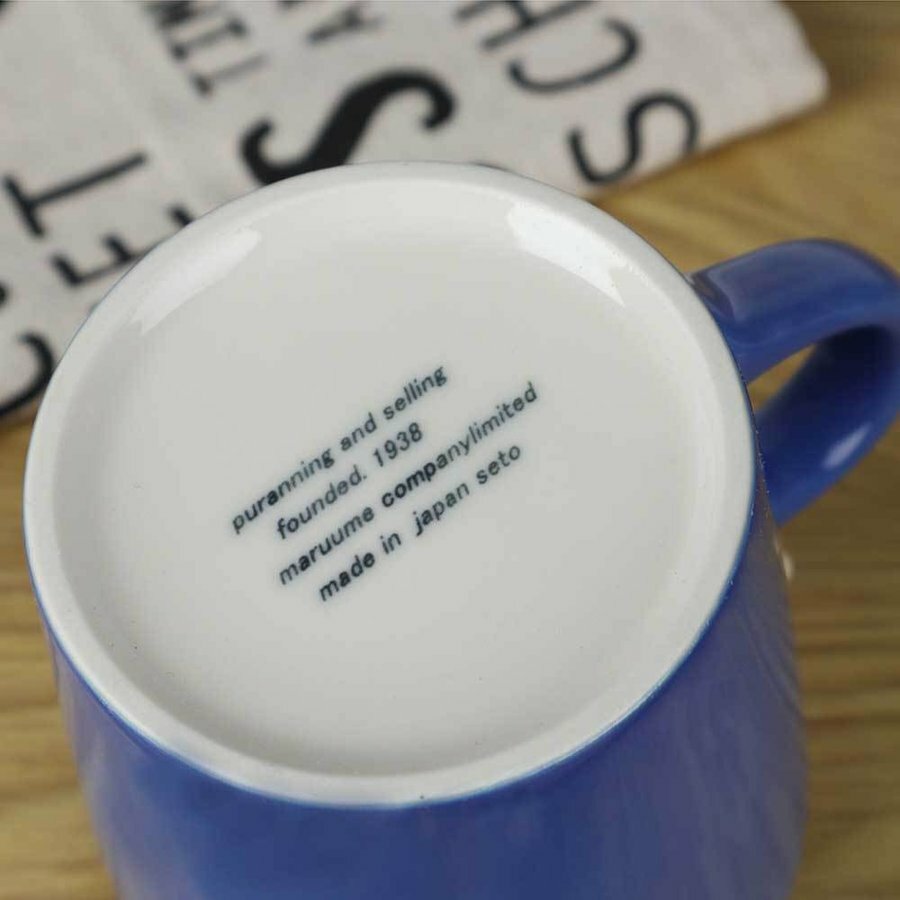 puranning and selling
founded. 1938
maruume companylimited
made in japan seto